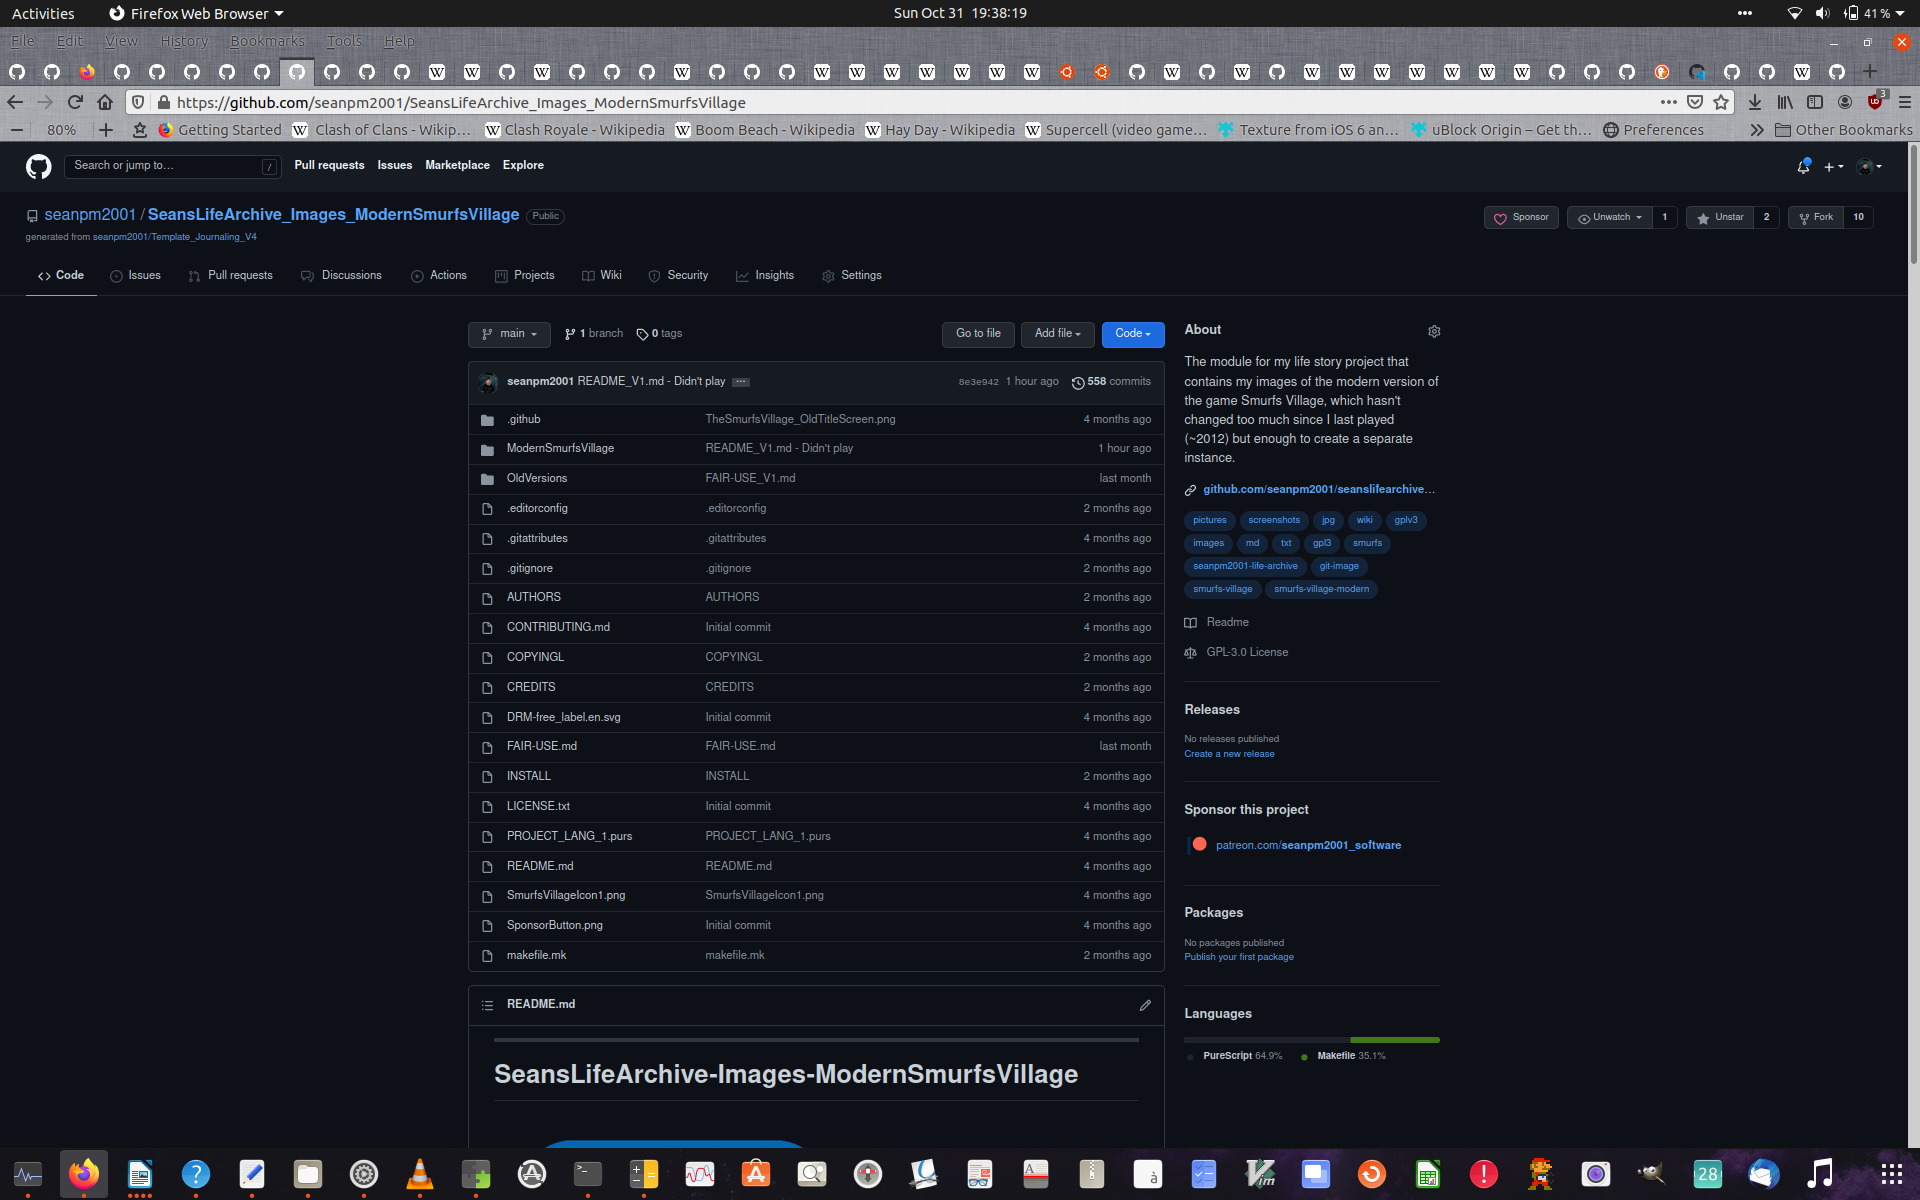 Activities Firefox Web Browser Sun Oct 31 19:38:19 41 %
File Edit View History Bookmarks Tools Help
https://github.com/seanpm2001/SeansLifeArchive_Images_ModernSmurfsVillage 3
80% Getting Started Clash of Clans - Wikip… Clash Royale - Wikipedia Boom Beach - Wikipedia Hay Day - Wikipedia Supercell (video game… Texture from iOS 6 an… uBlock Origin – Get th… Preferences Other Bookmarks
Search or jump to… / Pull requests Issues Marketplace Explore
seanpm2001 / SeansLifeArchive_Images_ModernSmurfsVillage Public Sponsor Unwatch 1 Unstar 2 Fork 10
generated from seanpm2001/Template_Journaling_V4
Code Issues Pull requests Discussions Actions Projects Wiki Security Insights Settings
main 1 branch 0 tags Go to file Add file Code
seanpm2001 README_V1.md - Didn't play ... 8e3e942 1 hour ago 558 commits
.github TheSmurfsVillage_OldTitleScreen.png 4 months ago
ModernSmurfsVillage README_V1.md - Didn't play 1 hour ago
OldVersions FAIR-USE_V1.md last month
.editorconfig .editorconfig 2 months ago
.gitattributes .gitattributes 4 months ago
.gitignore .gitignore 2 months ago
AUTHORS AUTHORS 2 months ago
CONTRIBUTING.md Initial commit 4 months ago
COPYINGL COPYINGL 2 months ago
CREDITS CREDITS 2 months ago
DRM-free_label.en.svg Initial commit 4 months ago
FAIR-USE.md FAIR-USE.md last month
INSTALL INSTALL 2 months ago
LICENSE.txt Initial commit 4 months ago
PROJECT_LANG_1.purs PROJECT_LANG_1.purs 4 months ago
README.md README.md 4 months ago
SmurfsVillageIcon1.png SmurfsVillageIcon1.png 4 months ago
SponsorButton.png Initial commit 4 months ago
makefile.mk makefile.mk 2 months ago
README.md
SeansLifeArchive-Images-ModernSmurfsVillage
About
The module for my life story project that
contains my images of the modern version of
the game Smurfs Village, which hasn't
changed too much since I last played
(~2012) but enough to create a separate
instance.
github.com/seanpm2001/seanslifearchive…
pictures screenshots jpg wiki gplv3
images md txt gpl3 smurfs
seanpm2001-life-archive git-image
smurfs-village smurfs-village-modern
Readme
GPL-3.0 License
Releases
No releases published
Create a new release
Sponsor this project
patreon.com/seanpm2001_software
Packages
No packages published
Publish your first package
Languages
PureScript 64.9% Makefile 35.1%
28